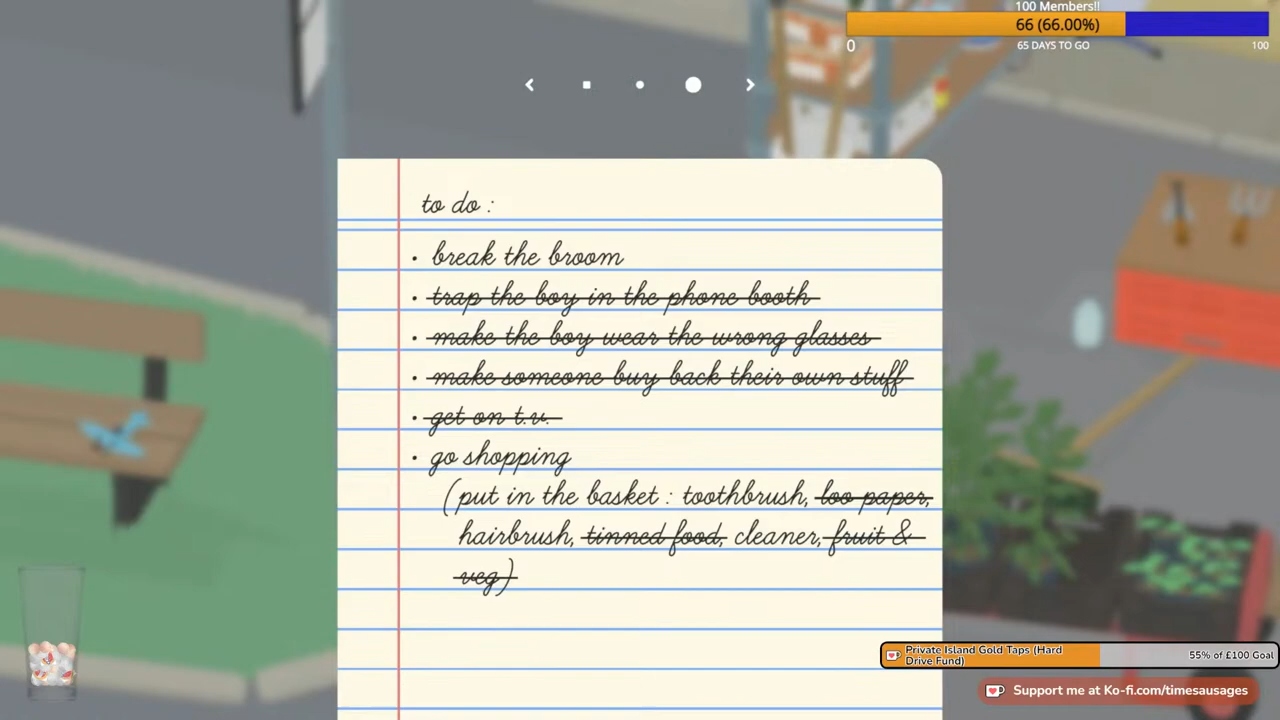 100 Members!!
66 (66.00%)
0
65 DAYS TO GO
100
to do :
• break the broom
• trap the boy in the phone booth
• make the boy wear the wrong glasses
• make someone buy back their own stuff
• get on t.v.
• go shopping
(put in the basket : toothbrush, loo paper,
hairbrush, tinned food, cleaner, fruit &
veg)
Private Island Gold Taps (Hard
Drive Fund)
55% of £100 Goal
Support me at Ko-fi.com/timesausages